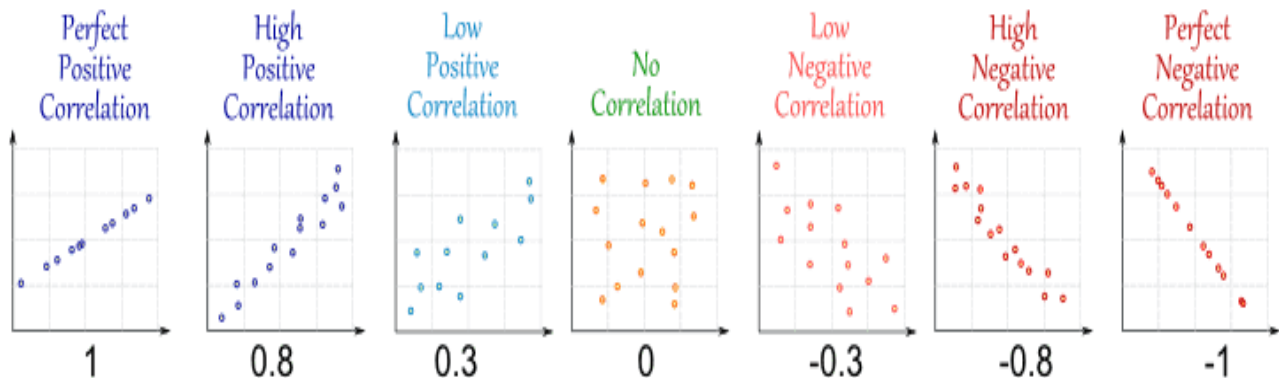 Perfect
Positive
Correlation
High
Positive
Correlation
Low
Positive
Correlation
No
Correlation
Low
Negative
Correlation
High
Negative
Correlation
Perfect
Negative
Correlation
1
0.8
0.3
0
-0.3
-0.8
-1